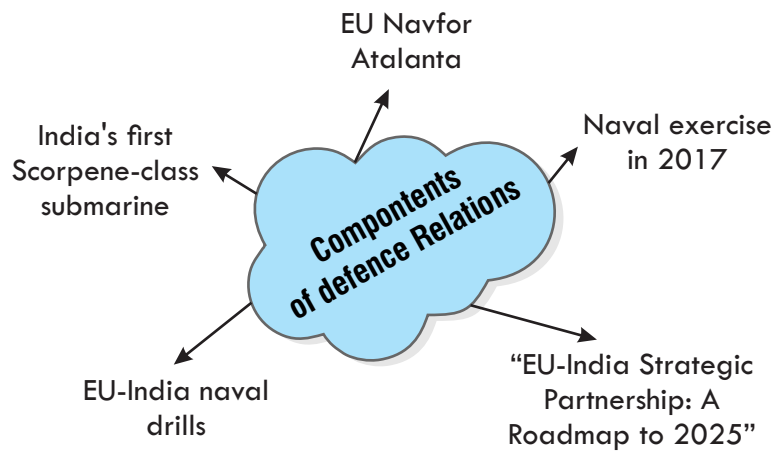 EU Navfor
Atalanta
Naval exercise
in 2017
India's first
Scorpene-class
submarine
Compontents
of defence Relations
EU-India naval
drills
“EU-India Strategic
Partnership: A
Roadmap to 2025”